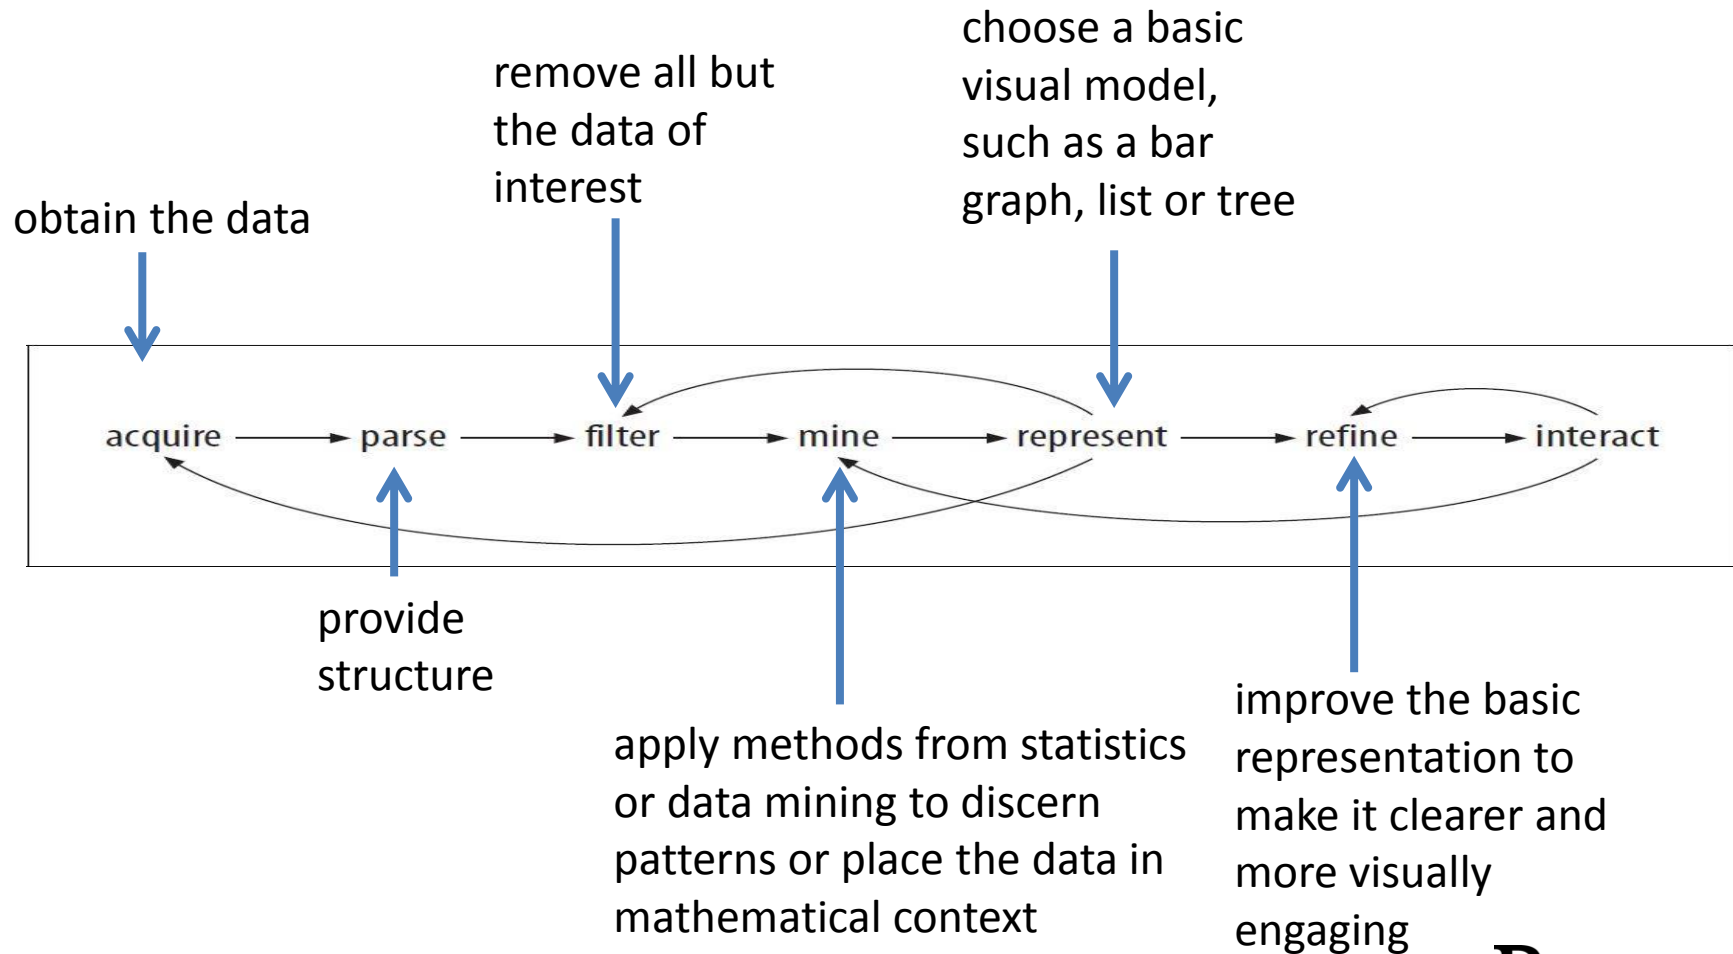 choose a basic
visual model,
such as a bar
graph, list or tree
remove all but
the data of
interest
obtain the data
acquire parse filter mine represent refine interact
provide
structure
apply methods from statistics
or data mining to discern
patterns or place the data in
mathematical context
improve the basic
representation to
make it clearer and
more visually
engaging